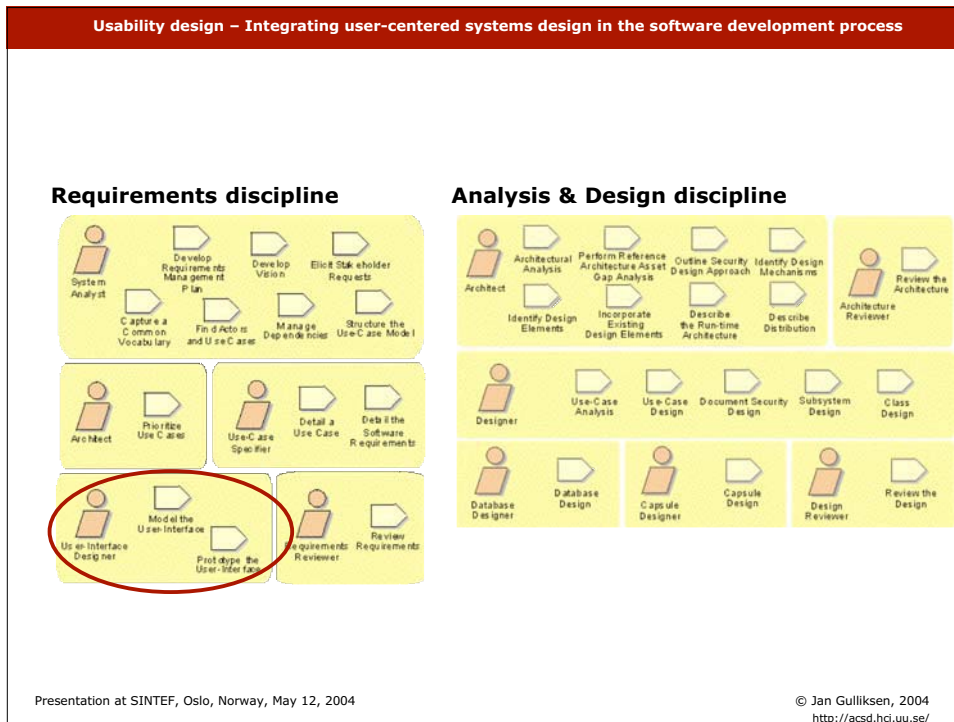 Usability design – Integrating user-centered systems design in the software development process
Requirements discipline
System
Analyst
Develop
Requirements
Management
Plan
Develop
Vision
Elicit Stakeholder
Requests
Capture a
Common
Vocabulary
Find Actors
and Use Cases
Manage
Dependencies
Structure the
Use-Case Model
Architect
Prioritize
Use Cases
Use-Case
Specifier
Detail a
Use Case
Detail the
Software
Requirements
User-Interface
Designer
Model the
User-Interface
Prototype the
User-Interface
Requirements
Reviewer
Review
Requirements
Analysis & Design discipline
Architect
Architectural
Analysis
Perform Reference
Architecture Asset
Gap Analysis
Outline Security
Design Approach
Identify Design
Mechanisms
Identify Design
Elements
Incorporate
Existing
Design Elements
Describe
the Run-time
Architecture
Describe
Distribution
Architecture
Reviewer
Review the
Architecture
Designer
Use-Case
Analysis
Use-Case
Design
Document Security
Design
Subsystem
Design
Class
Design
Database
Designer
Database
Design
Capsule
Designer
Capsule
Design
Design
Reviewer
Review the
Design
Presentation at SINTEF, Oslo, Norway, May 12, 2004
© Jan Gulliksen, 2004
http://acsd.hci.uu.se/